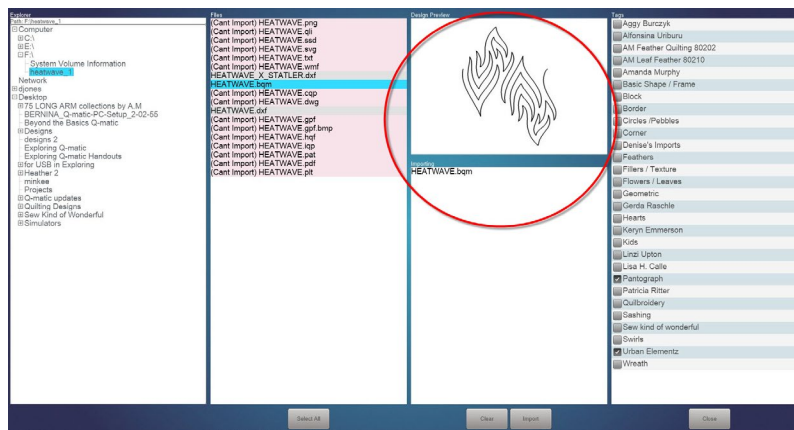 Explorer
Path: F:\heatwave_1
Computer
C:\
E:\
F:\
System Volume Information
heatwave_1
Network
djones
Desktop
75 LONG ARM collections by A.M
BERNINA_Q-matic-PC-Setup_2-02-55
Beyond the Basics Q-matic
Designs
designs 2
Exploring Q-matic
Exploring Q-matic Handouts
for USB in Exploring
Heather 2
minkee
Projects
Q-matic updates
Quilting Designs
Sew Kind of Wonderful
Simulators
Files
(Cant Import) HEATWAVE.png
(Cant Import) HEATWAVE.qli
(Cant Import) HEATWAVE.ssd
(Cant Import) HEATWAVE.svg
(Cant Import) HEATWAVE.txt
(Cant Import) HEATWAVE.wmf
HEATWAVE_X_STATLER.dxf
HEATWAVE.bqm
(Cant Import) HEATWAVE.cqp
(Cant Import) HEATWAVE.dwg
HEATWAVE.dxf
(Cant Import) HEATWAVE.gpf
(Cant Import) HEATWAVE.gpf.bmp
(Cant Import) HEATWAVE.hqf
(Cant Import) HEATWAVE.iqp
(Cant Import) HEATWAVE.pat
(Cant Import) HEATWAVE.pdf
(Cant Import) HEATWAVE.plt
Select All
Design Preview
Importing
HEATWAVE.bqm
Clear
Import
Tags
Aggy Burczyk
Alfonsina Uriburu
AM Feather Quilting 80202
AM Leaf Feather 80210
Amanda Murphy
Basic Shape / Frame
Block
Border
Circles /Pebbles
Corner
Denise's Imports
Feathers
Fillers / Texture
Flowers / Leaves
Geometric
Gerda Raschle
Hearts
Keryn Emmerson
Kids
Linzi Upton
Lisa H. Calle
Pantograph
Patricia Ritter
Quilbroidery
Sashing
Sew kind of wonderful
Swirls
Urban Elementz
Wreath
Close